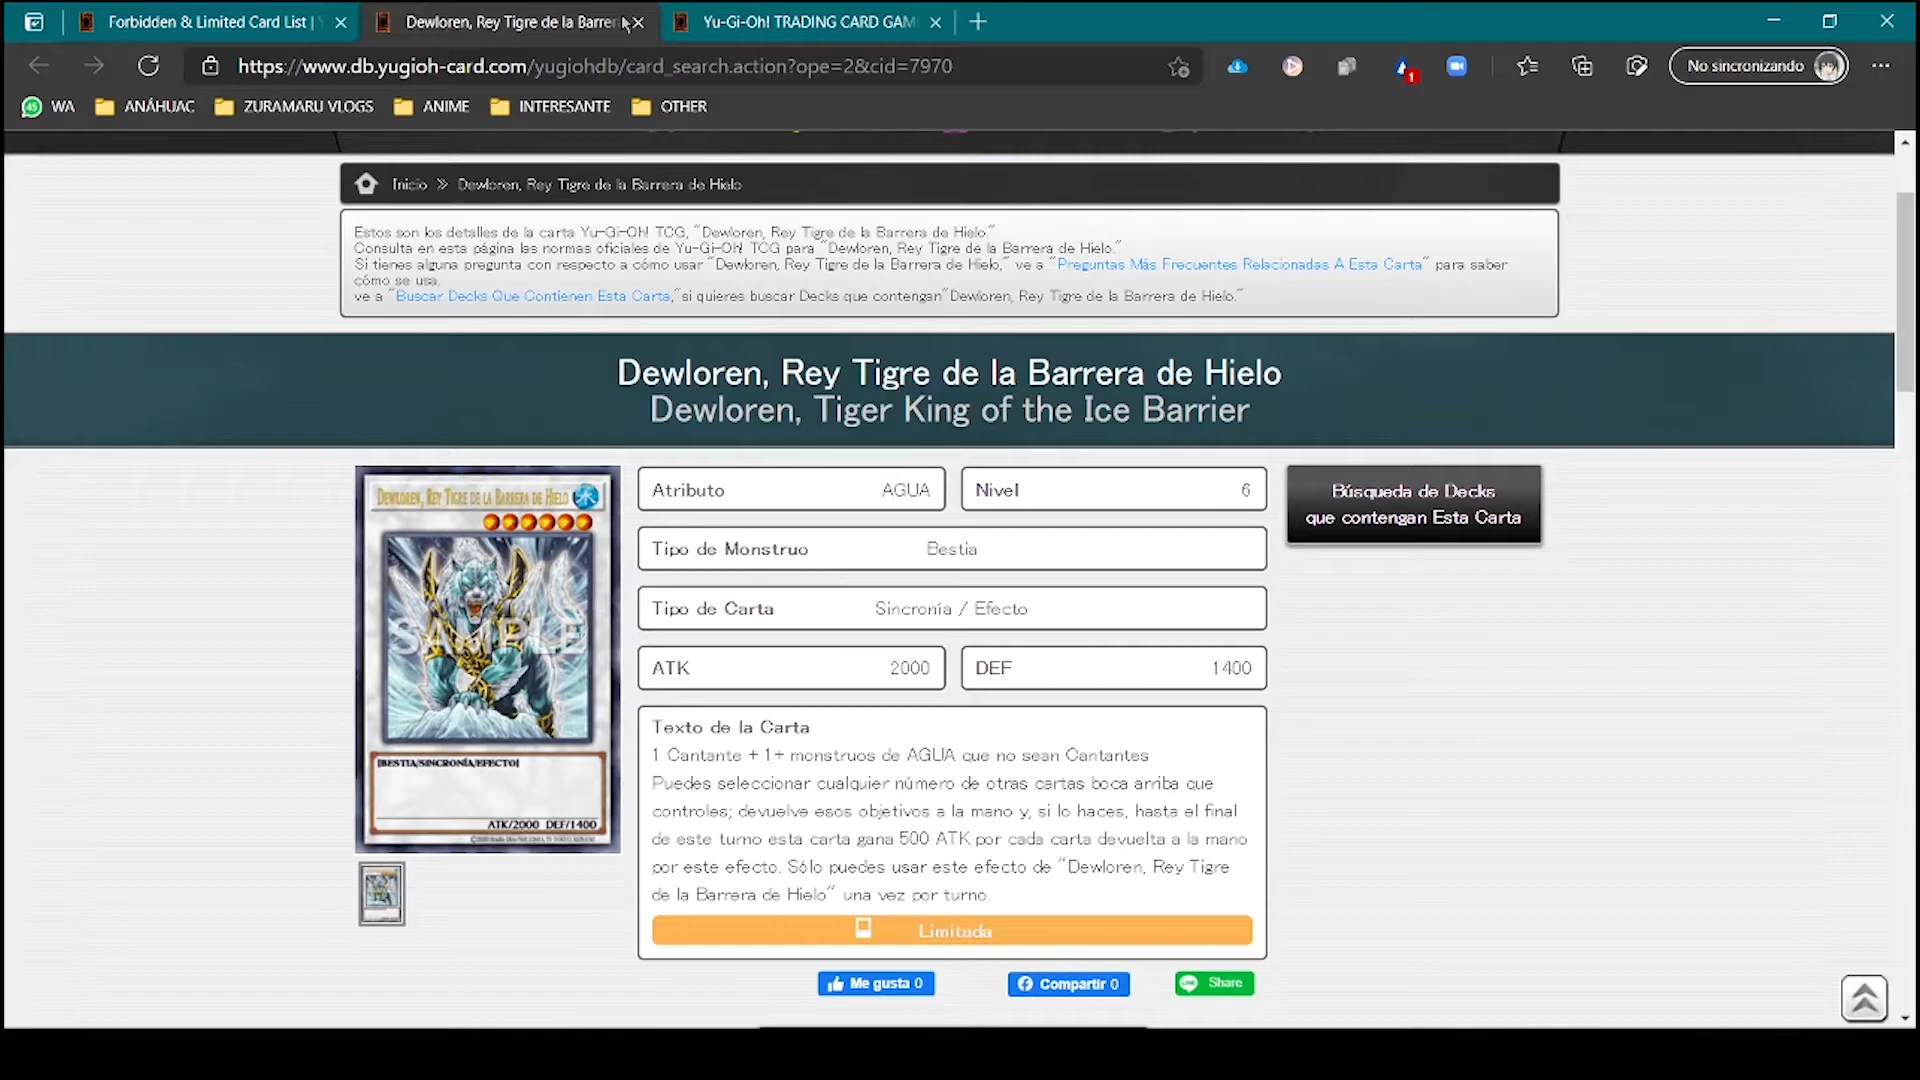 Forbidden & Limited Card List |
Dewloren, Rey Tigre de la Barrer
Yu-Gi-Oh! TRADING CARD GAM
https://www.db.yugioh-card.com/yugiohdb/card_search.action?ope=2&cid=7970
1
No sincronizando
45
WA
ANÁHUAC
ZURAMARU VLOGS
ANIME
INTERESANTE
OTHER
Inicio » Dewloren, Rey Tigre de la Barrera de Hielo
Estos son los detalles de la carta Yu-Gi-Oh! TCG, "Dewloren, Rey Tigre de la Barrera de Hielo."
Consulta en esta página las normas oficiales de Yu-Gi-Oh! TCG para "Dewloren, Rey Tigre de la Barrera de Hielo."
Si tienes alguna pregunta con respecto a cómo usar "Dewloren, Rey Tigre de la Barrera de Hielo," ve a "Preguntas Más Frecuentes Relacionadas A Esta Carta" para saber
cómo se usa.
ve a "Buscar Decks Que Contienen Esta Carta,"si quieres buscar Decks que contengan"Dewloren, Rey Tigre de la Barrera de Hielo."
Dewloren, Rey Tigre de la Barrera de Hielo
Dewloren, Tiger King of the Ice Barrier
DEWLOREN, REY TIGRE DE LA BARRERA DE HIELO
水
SAMPLE
[BESTIA/SINCRONÍA/EFECTO]
ATK/2000 DEF/1400
Atributo AGUA
Nivel 6
Tipo de Monstruo Bestia
Tipo de Carta Sincronía / Efecto
ATK 2000
DEF 1400
Texto de la Carta
1 Cantante + 1+ monstruos de AGUA que no sean Cantantes
Puedes seleccionar cualquier número de otras cartas boca arriba que
controles; devuelve esos objetivos a la mano y, si lo haces, hasta el final
de este turno esta carta gana 500 ATK por cada carta devuelta a la mano
por este efecto. Sólo puedes usar este efecto de "Dewloren, Rey Tigre
de la Barrera de Hielo" una vez por turno.
Limitada
Búsqueda de Decks
que contengan Esta Carta
Me gusta 0
Compartir 0
Share